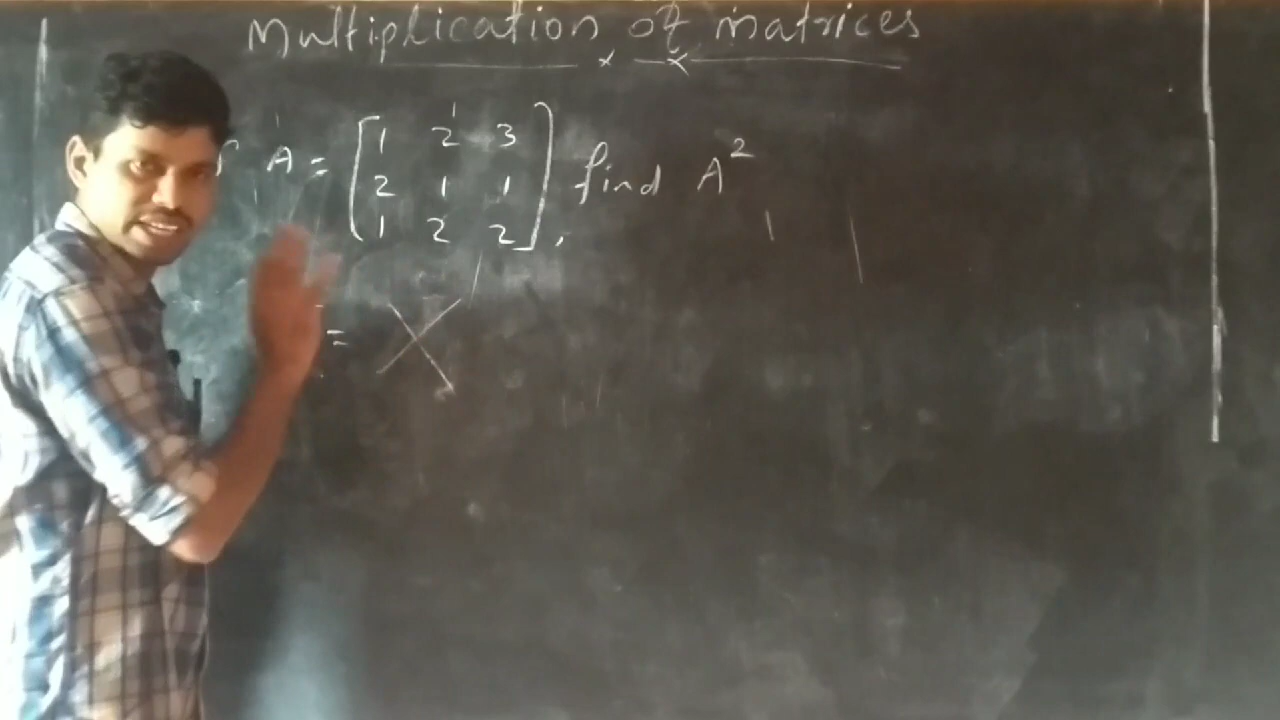 Multiplication of matrices
A = [1 2 3
2 1 1
1 2 2], find A²
=